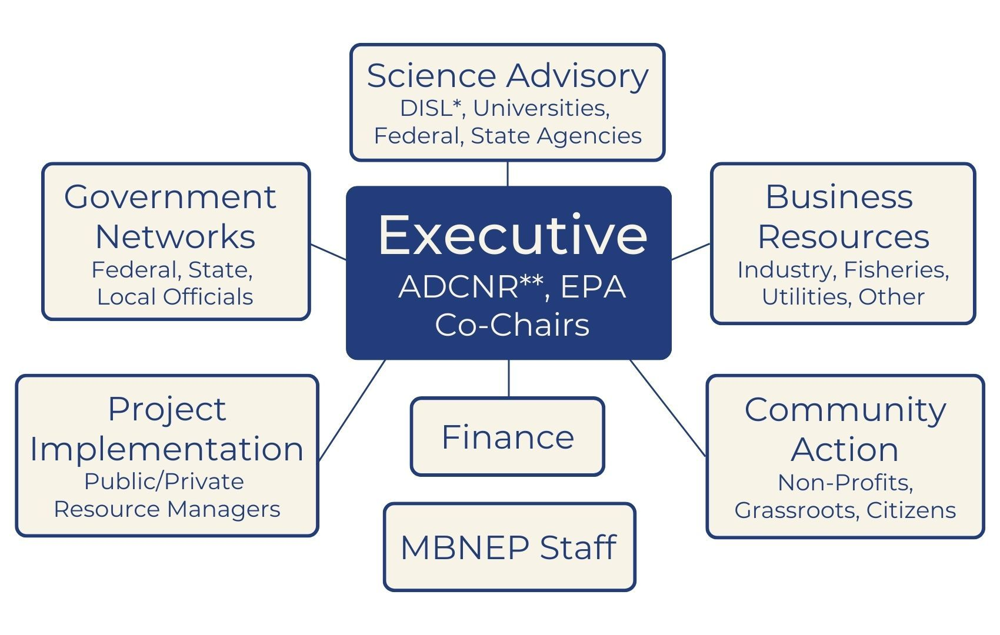 Science Advisory
DISL*, Universities,
Federal, State Agencies
Government
Networks
Federal, State,
Local Officials
Executive
ADCNR**, EPA
Co-Chairs
Business
Resources
Industry, Fisheries,
Utilities, Other
Project
Implementation
Public/Private
Resource Managers
Finance
Community
Action
Non-Profits,
Grassroots, Citizens
MBNEP Staff